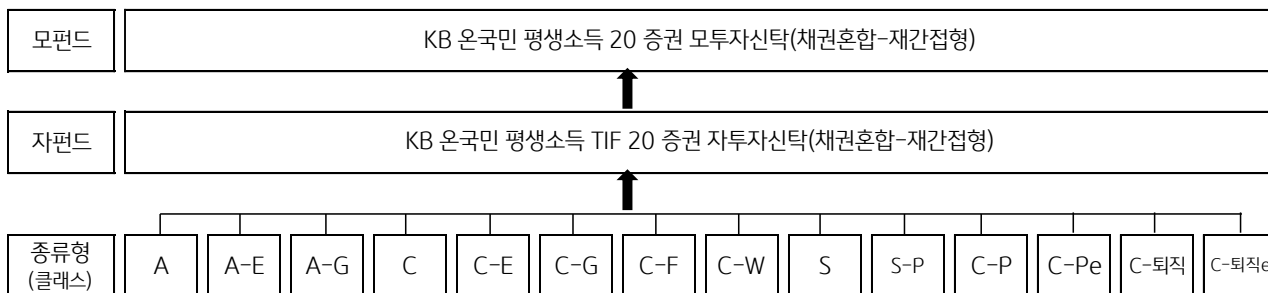 모펀드
KB 온국민 평생소득 20 증권 모투자신탁(채권혼합-재간접형)
자펀드
KB 온국민 평생소득 TIF 20 증권 자투자신탁(채권혼합-재간접형)
종류형
(클래스)
A
A-E
A-G
C
C-E
C-G
C-F
C-W
S
S-P
C-P
C-Pe
C-퇴직
C-퇴직e